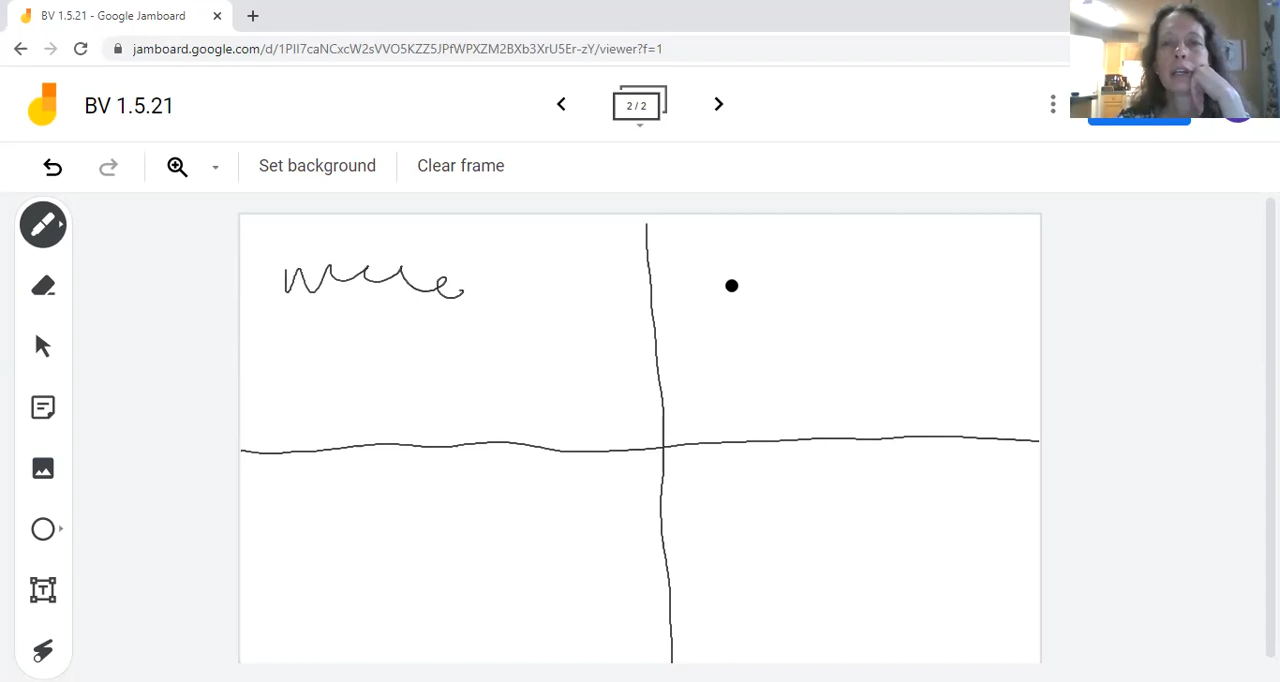 BV 1.5.21 - Google Jamboard
jamboard.google.com/d/1PII7caNCxcW2sVVO5KZZ5JPfWPXZM2BXb3XrU5Er-zY/viewer?f=1
BV 1.5.21
2 / 2
Set background
Clear frame
T